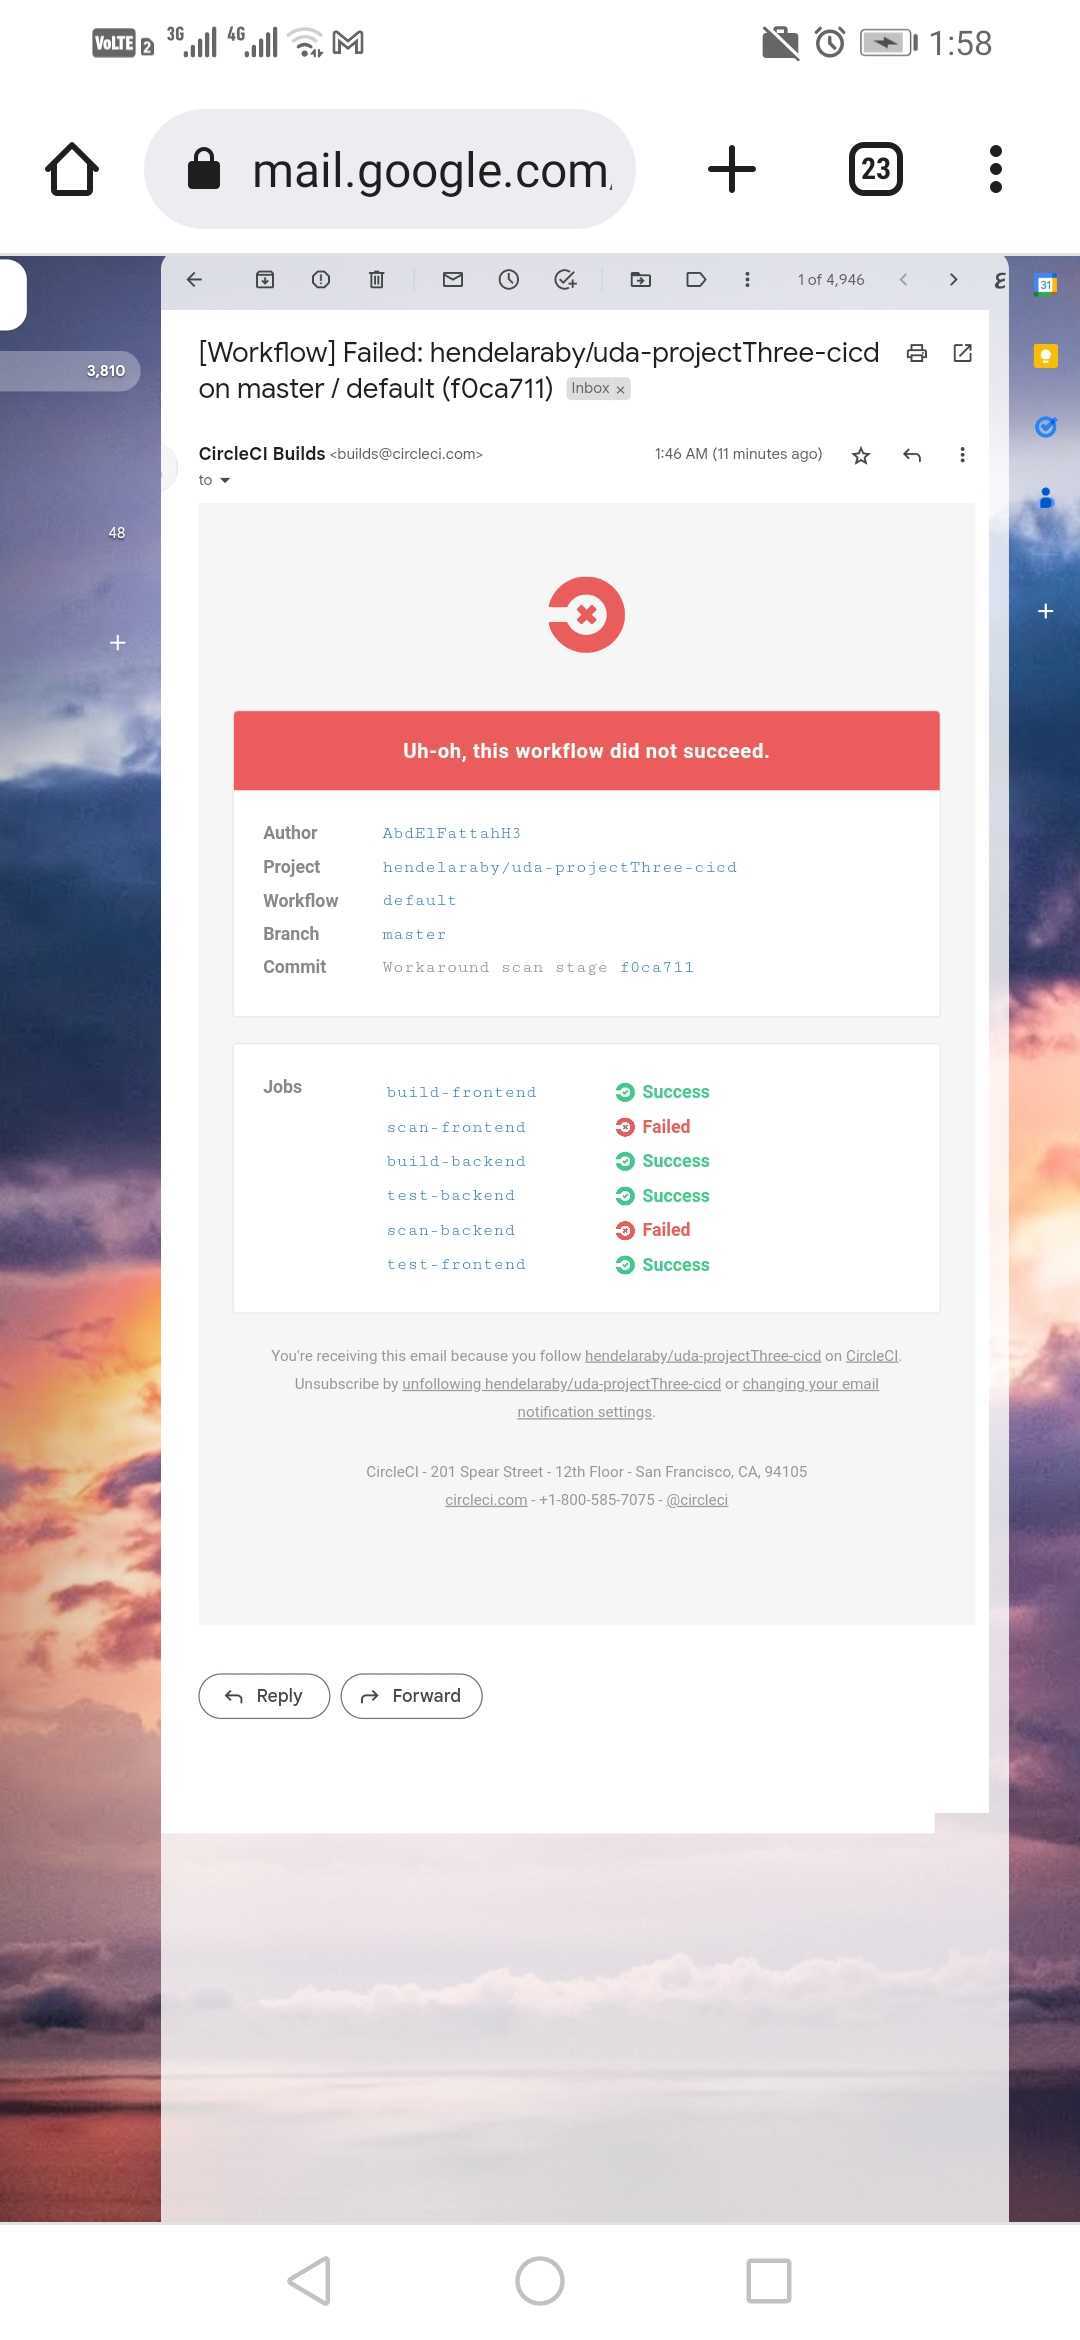 VoLTE 2 3G 4G 1:58
mail.google.com
23
1 of 4,946
31
[Workflow] Failed: hendelaraby/uda-projectThree-cicd
on master / default (f0ca711) Inbox ×
3,810
CircleCI Builds <builds@circleci.com> 1:46 AM (11 minutes ago)
to
48
Uh-oh, this workflow did not succeed.
Author AbdElFattahH3
Project hendelaraby/uda-projectThree-cicd
Workflow default
Branch master
Commit Workaround scan stage f0ca711
Jobs build-frontend Success
scan-frontend Failed
build-backend Success
test-backend Success
scan-backend Failed
test-frontend Success
You're receiving this email because you follow hendelaraby/uda-projectThree-cicd on CircleCI.
Unsubscribe by unfollowing hendelaraby/uda-projectThree-cicd or changing your email
notification settings.
CircleCI - 201 Spear Street - 12th Floor - San Francisco, CA, 94105
circleci.com - +1-800-585-7075 - @circleci
Reply Forward